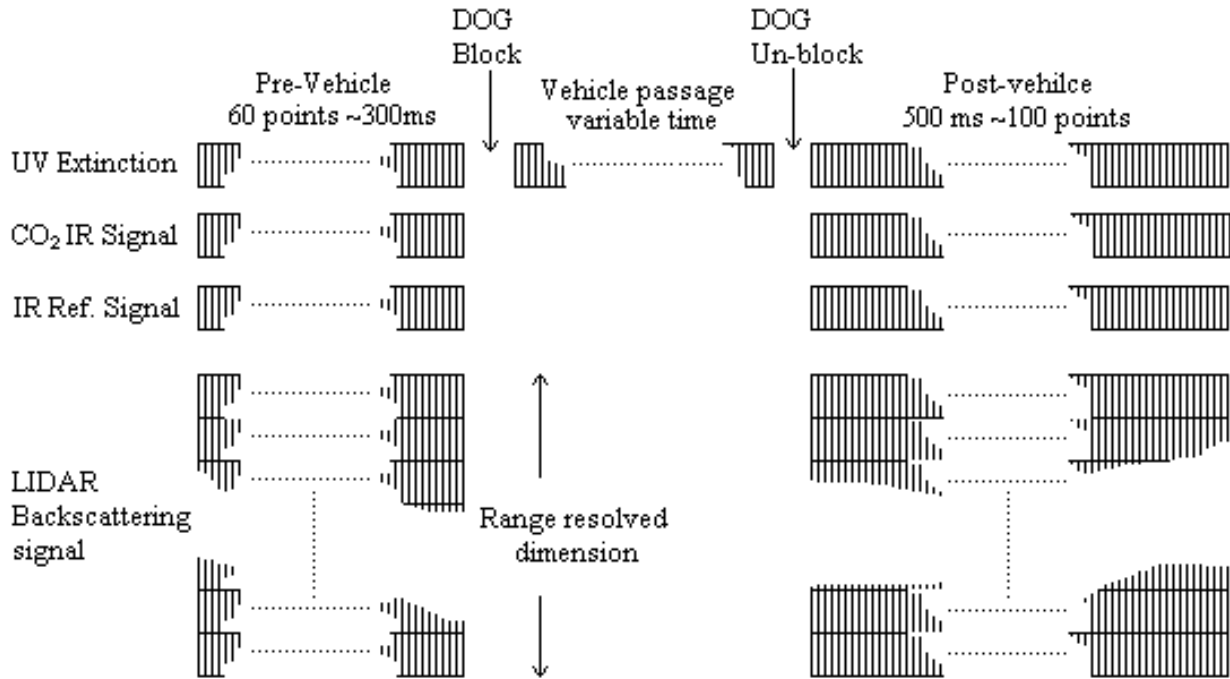 DOG
Block
DOG
Un-block
Pre-Vehicle
60 points ~300ms
Vehicle passage
variable time
Post-vehilce
500 ms ~100 points
UV Extinction
CO₂ IR Signal
IR Ref. Signal
LIDAR
Backscattering
signal
Range resolved
dimension